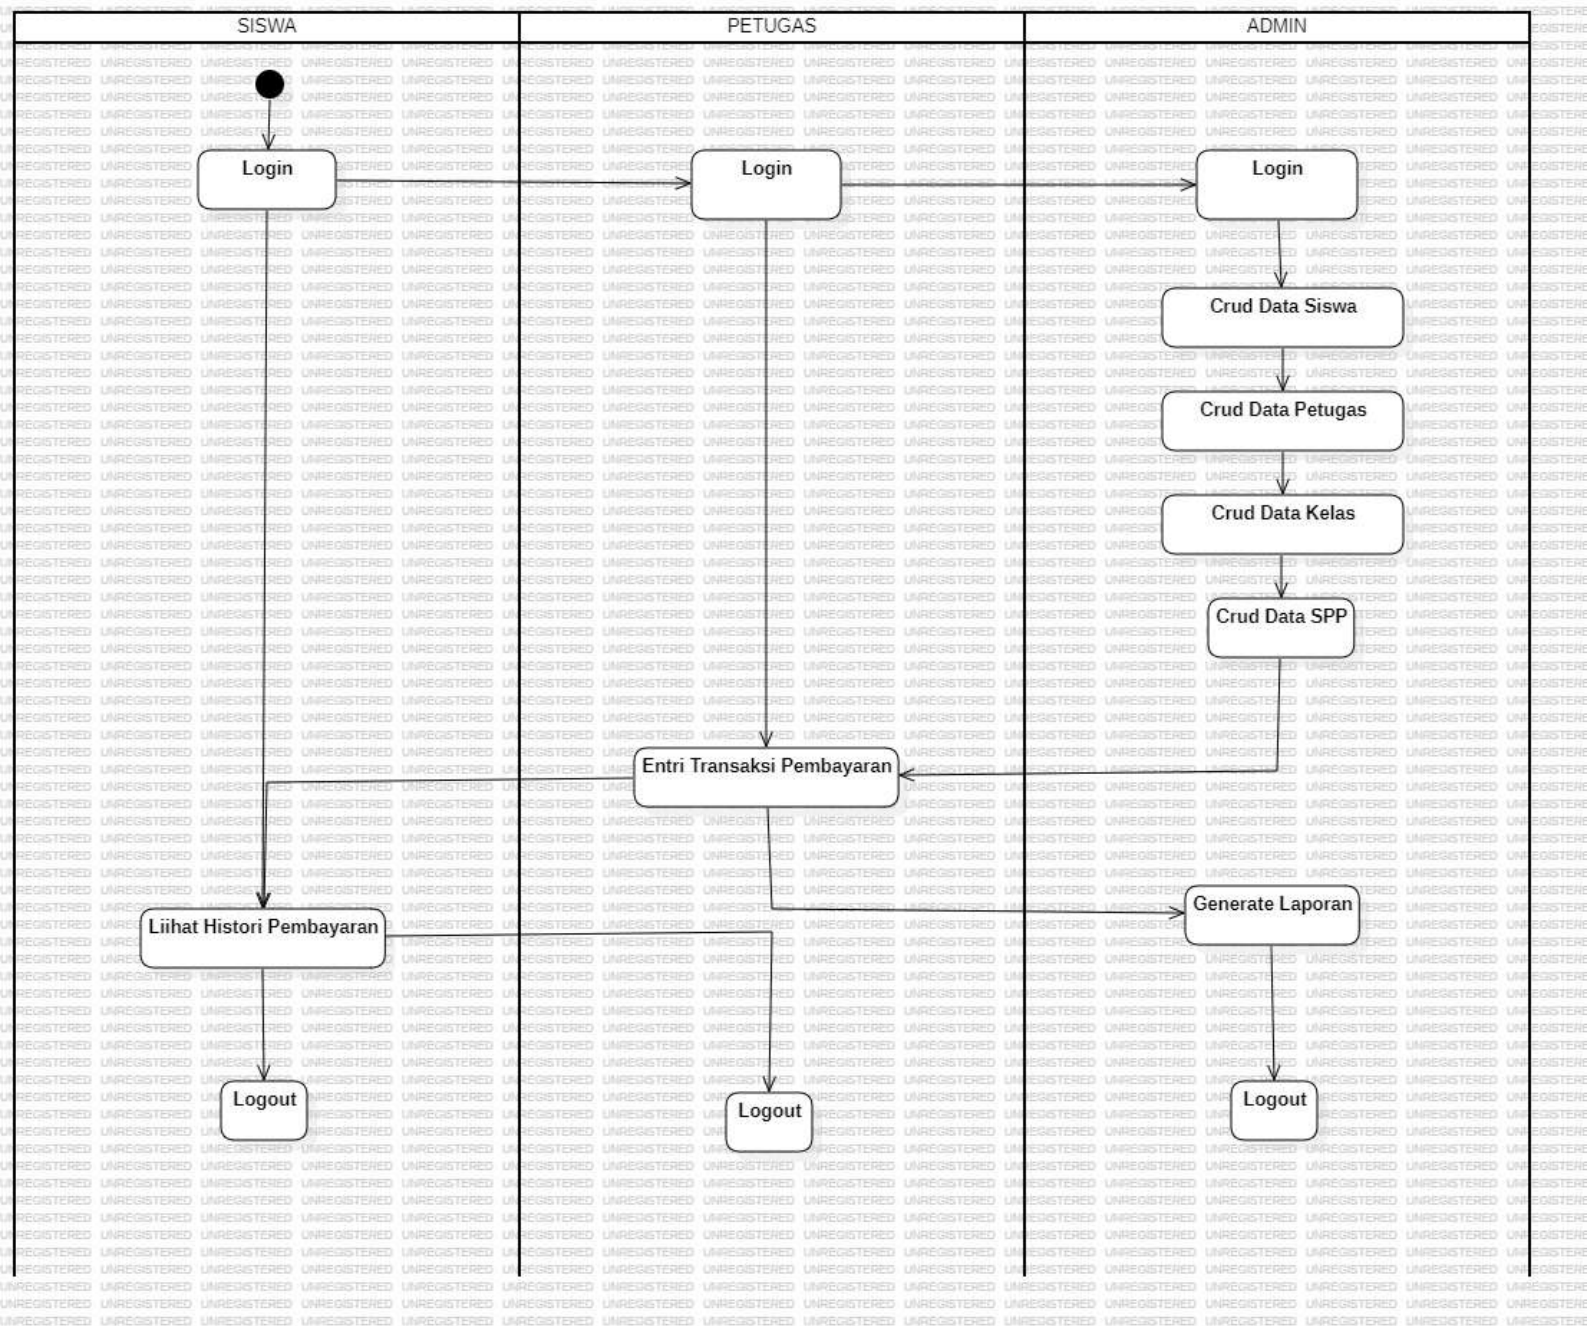 SISWA
PETUGAS
ADMIN
Login
Login
Login
Crud Data Siswa
Crud Data Petugas
Crud Data Kelas
Crud Data SPP
Entri Transaksi Pembayaran
Generate Laporan
Liihat Histori Pembayaran
Logout
Logout
Logout
UNREGISTERED